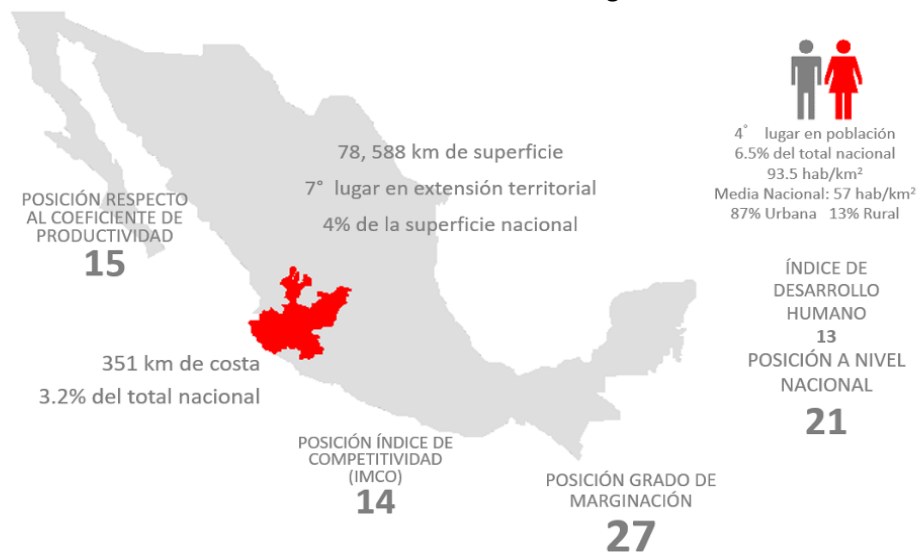 4° lugar en población
6.5% del total nacional
93.5 hab/km²
Media Nacional: 57 hab/km²
87% Urbana 13% Rural
78, 588 km de superficie
7° lugar en extensión territorial
4% de la superficie nacional
POSICIÓN RESPECTO
AL COEFICIENTE DE
PRODUCTIVIDAD
15
ÍNDICE DE
DESARROLLO
HUMANO
13
POSICIÓN A NIVEL
NACIONAL
21
351 km de costa
3.2% del total nacional
POSICIÓN ÍNDICE DE
COMPETITIVIDAD
(IMCO)
14
POSICIÓN GRADO DE
MARGINACIÓN
27